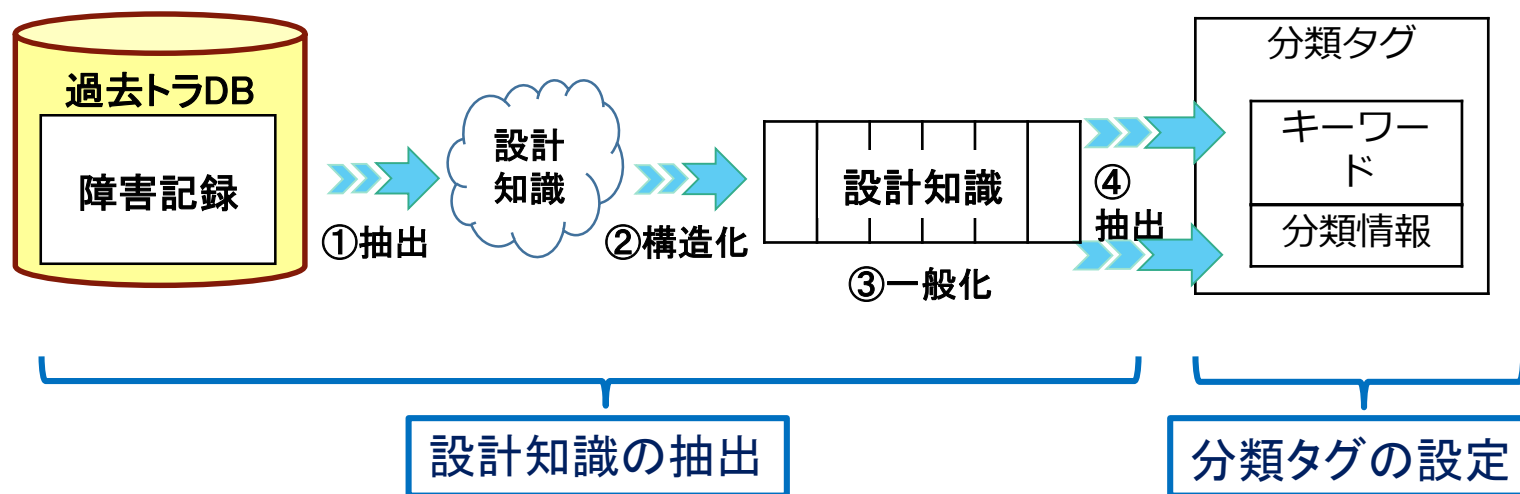 過去トラDB
障害記録
①抽出
設計
知識
②構造化
設計知識
③一般化
④
抽出
分類タグ
キーワー
ド
分類情報
設計知識の抽出
分類タグの設定